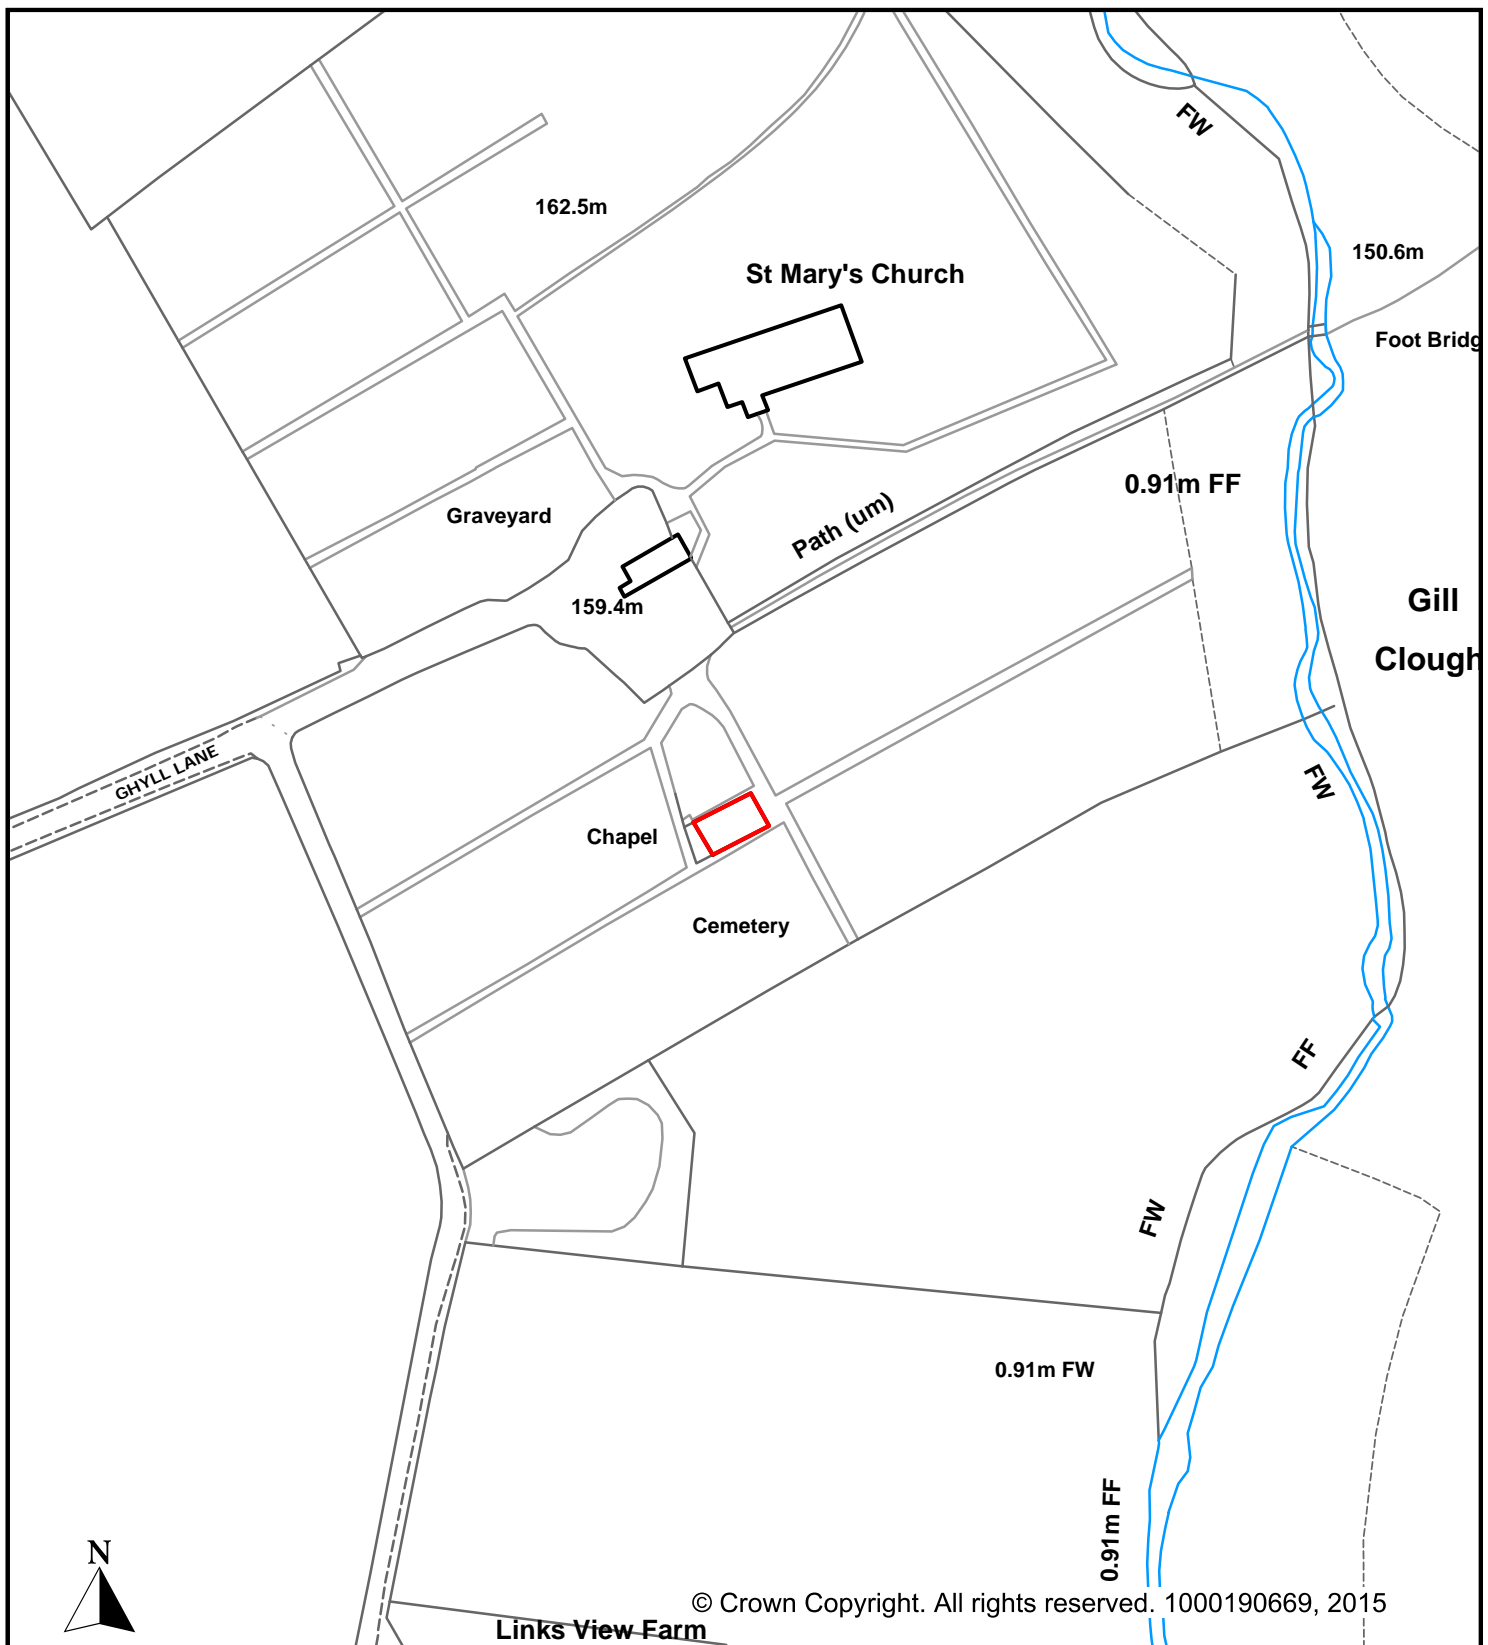 FW
162.5m
150.6m
St Mary's Church
Foot Bridg
0.91m FF
Graveyard
Path (um)
159.4m
Gill
Clough
GHYLL LANE
FW
Chapel
Cemetery
FF
FW
0.91m FW
0.91m FF
N
© Crown Copyright. All rights reserved. 1000190669, 2015
Links View Farm